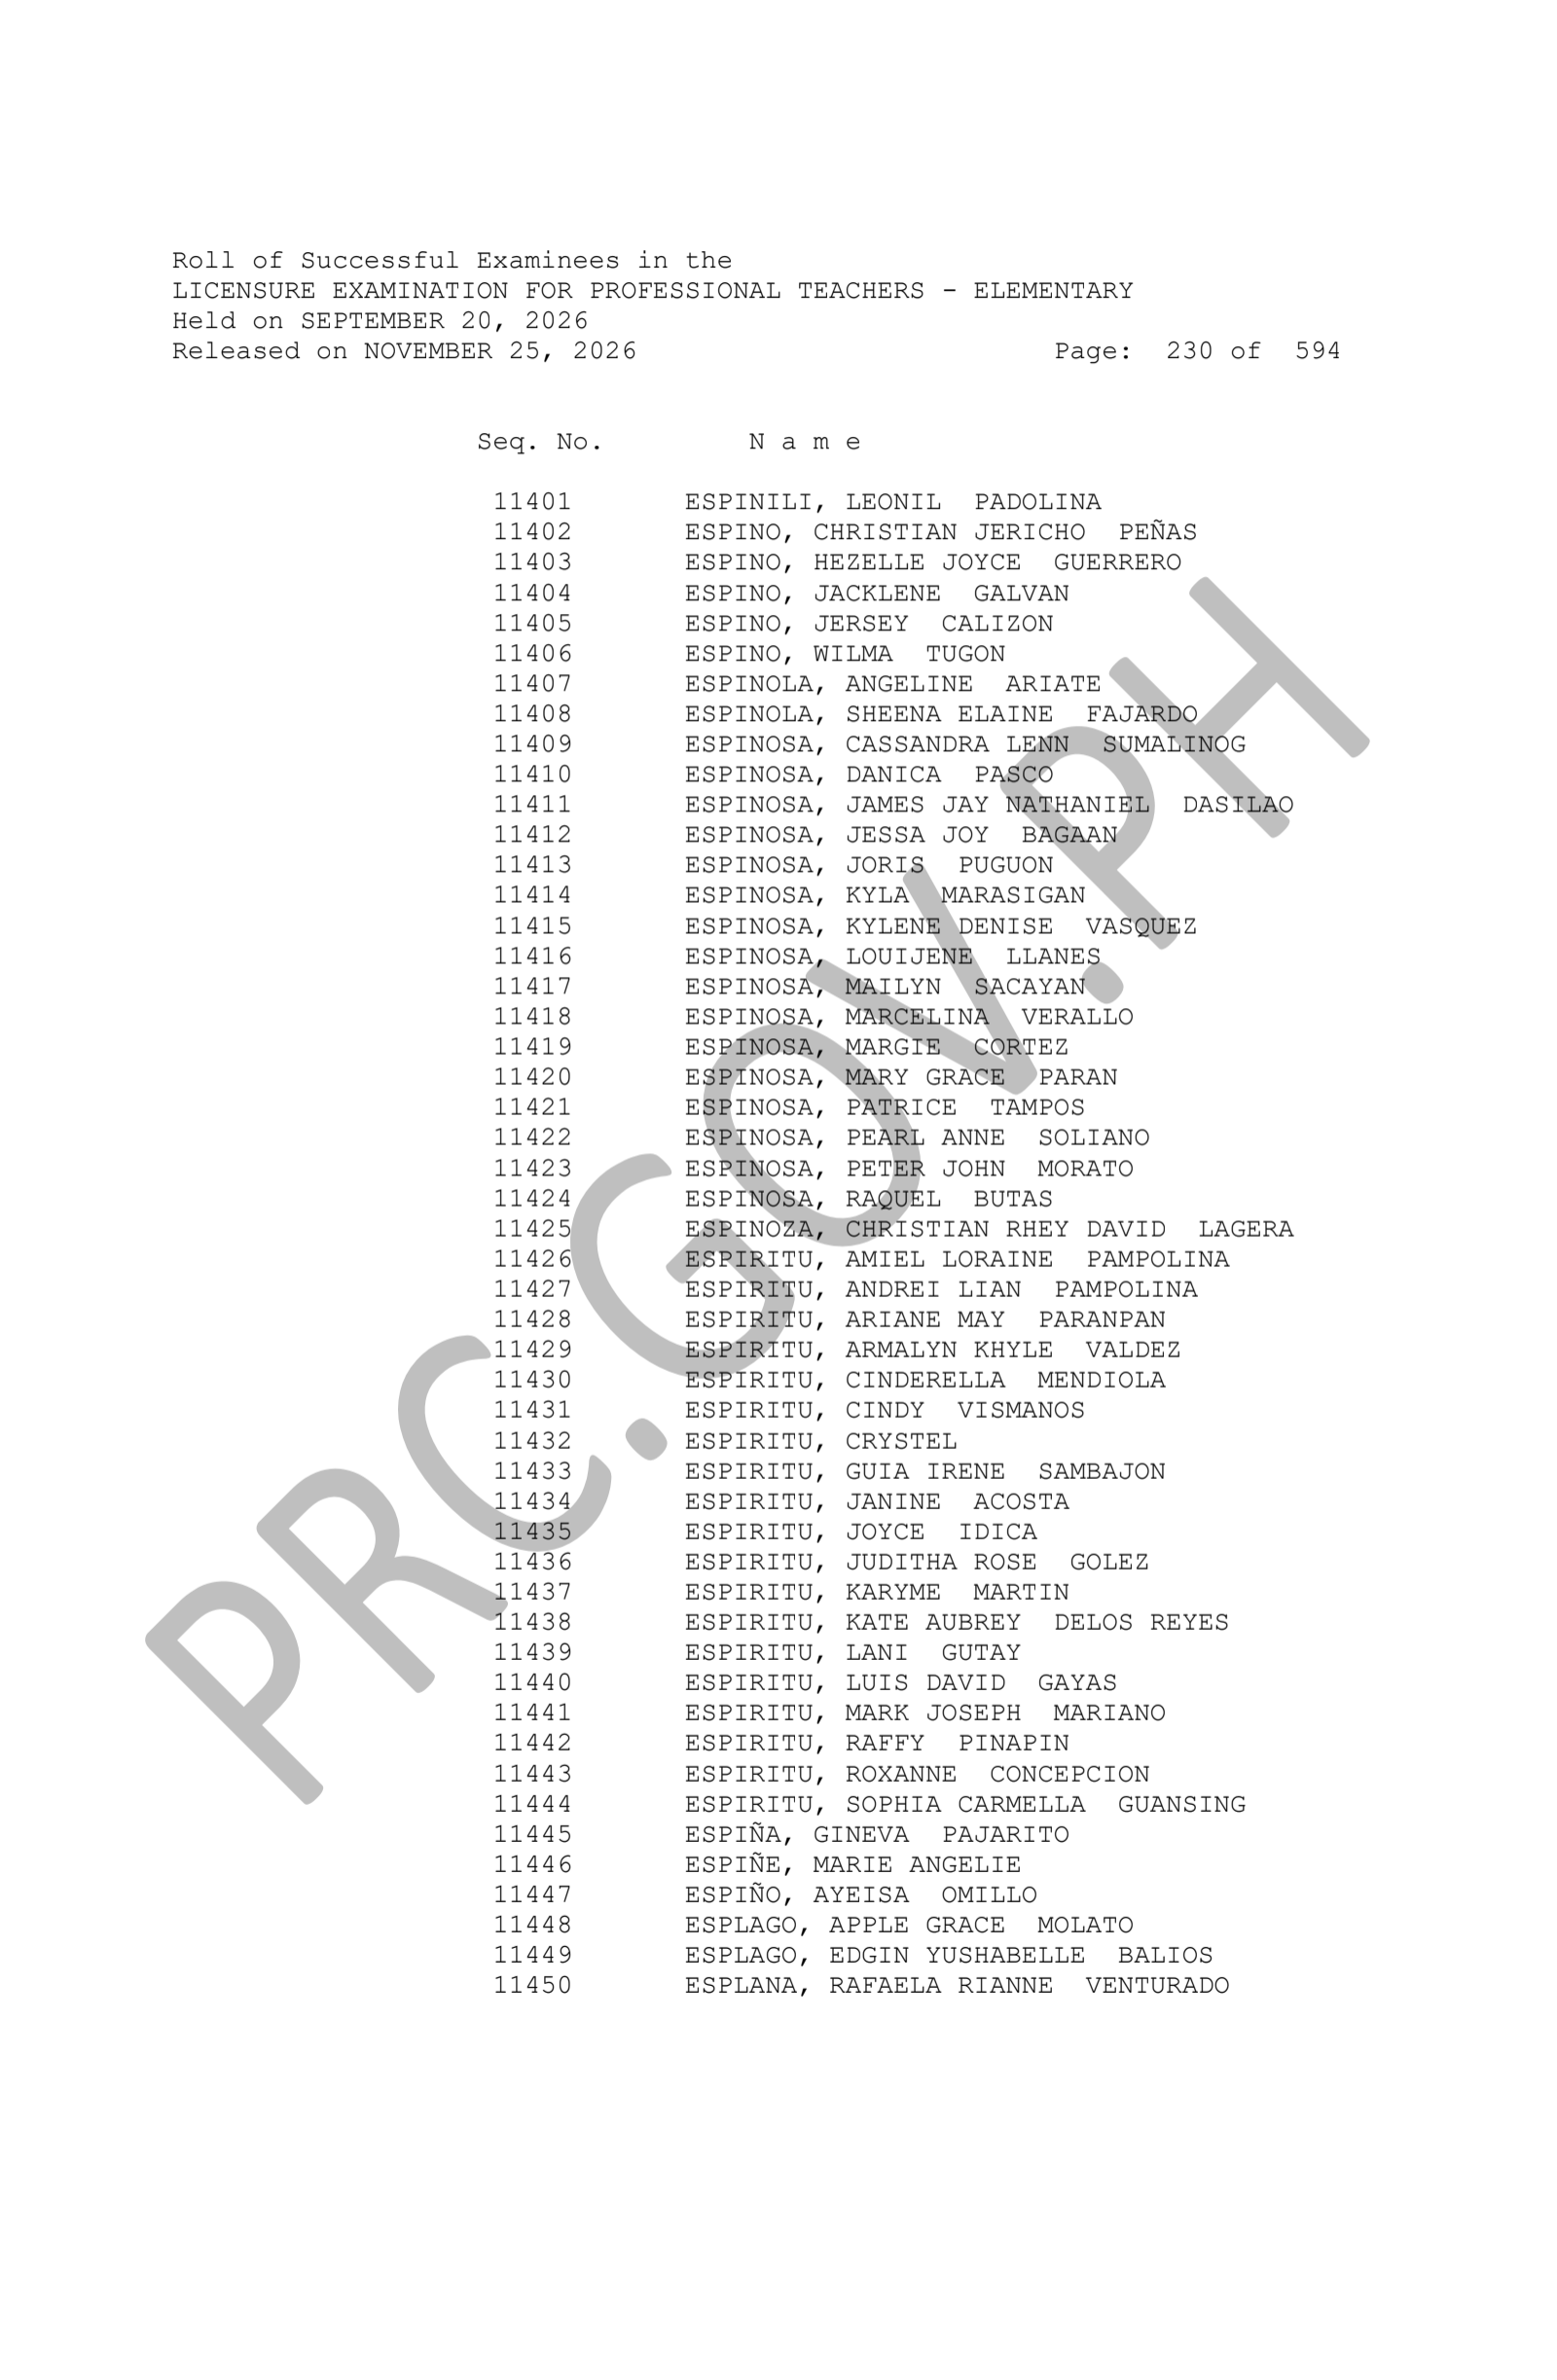 Roll of Successful Examinees in the
LICENSURE EXAMINATION FOR PROFESSIONAL TEACHERS - ELEMENTARY
Held on SEPTEMBER 20, 2026
Released on NOVEMBER 25, 2026 Page: 230 of 594
Seq. No. N a m e
11401 ESPINILI, LEONIL PADOLINA
11402 ESPINO, CHRISTIAN JERICHO PEÑAS
11403 ESPINO, HEZELLE JOYCE GUERRERO
11404 ESPINO, JACKLENE GALVAN
11405 ESPINO, JERSEY CALIZON
11406 ESPINO, WILMA TUGON
11407 ESPINOLA, ANGELINE ARIATE
11408 ESPINOLA, SHEENA ELAINE FAJARDO
11409 ESPINOSA, CASSANDRA LENN SUMALINOG
11410 ESPINOSA, DANICA PASCO
11411 ESPINOSA, JAMES JAY NATHANIEL DASILAO
11412 ESPINOSA, JESSA JOY BAGAAN
11413 ESPINOSA, JORIS PUGUON
11414 ESPINOSA, KYLA MARASIGAN
11415 ESPINOSA, KYLENE DENISE VASQUEZ
11416 ESPINOSA, LOUIJENE LLANES
11417 ESPINOSA, MAILYN SACAYAN
11418 ESPINOSA, MARCELINA VERALLO
11419 ESPINOSA, MARGIE CORTEZ
11420 ESPINOSA, MARY GRACE PARAN
11421 ESPINOSA, PATRICE TAMPOS
11422 ESPINOSA, PEARL ANNE SOLIANO
11423 ESPINOSA, PETER JOHN MORATO
11424 ESPINOSA, RAQUEL BUTAS
11425 ESPINOZA, CHRISTIAN RHEY DAVID LAGERA
11426 ESPIRITU, AMIEL LORAINE PAMPOLINA
11427 ESPIRITU, ANDREI LIAN PAMPOLINA
11428 ESPIRITU, ARIANE MAY PARANPAN
11429 ESPIRITU, ARMALYN KHYLE VALDEZ
11430 ESPIRITU, CINDERELLA MENDIOLA
11431 ESPIRITU, CINDY VISMANOS
11432 ESPIRITU, CRYSTEL
11433 ESPIRITU, GUIA IRENE SAMBAJON
11434 ESPIRITU, JANINE ACOSTA
11435 ESPIRITU, JOYCE IDICA
11436 ESPIRITU, JUDITHA ROSE GOLEZ
11437 ESPIRITU, KARYME MARTIN
11438 ESPIRITU, KATE AUBREY DELOS REYES
11439 ESPIRITU, LANI GUTAY
11440 ESPIRITU, LUIS DAVID GAYAS
11441 ESPIRITU, MARK JOSEPH MARIANO
11442 ESPIRITU, RAFFY PINAPIN
11443 ESPIRITU, ROXANNE CONCEPCION
11444 ESPIRITU, SOPHIA CARMELLA GUANSING
11445 ESPIÑA, GINEVA PAJARITO
11446 ESPIÑE, MARIE ANGELIE
11447 ESPIÑO, AYEISA OMILLO
11448 ESPLAGO, APPLE GRACE MOLATO
11449 ESPLAGO, EDGIN YUSHABELLE BALIOS
11450 ESPLANA, RAFAELA RIANNE VENTURADO
PRC.GOV.PH